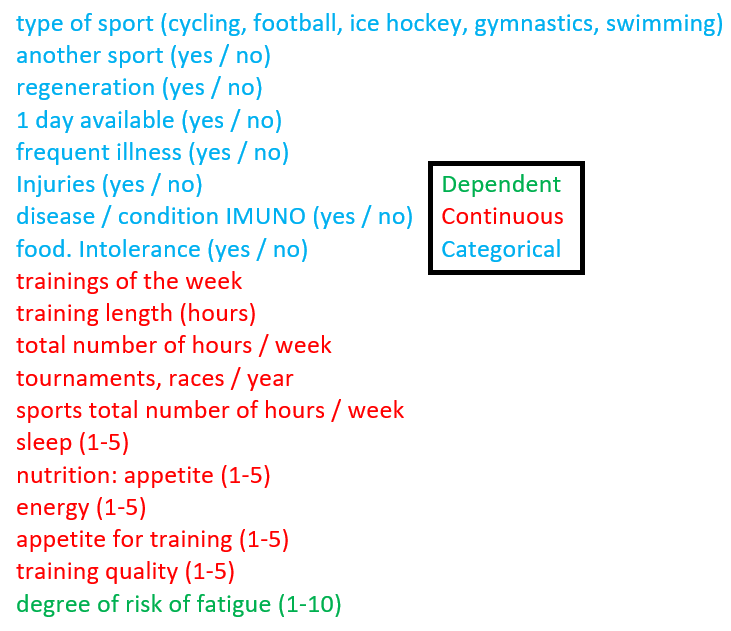 type of sport (cycling, football, ice hockey, gymnastics, swimming)
another sport (yes / no)
regeneration (yes / no)
1 day available (yes / no)
frequent illness (yes / no)
Injuries (yes / no)
disease / condition IMUNO (yes / no)
food. Intolerance (yes / no)
trainings of the week
training length (hours)
total number of hours / week
tournaments, races / year
sports total number of hours / week
sleep (1-5)
nutrition: appetite (1-5)
energy (1-5)
appetite for training (1-5)
training quality (1-5)
degree of risk of fatigue (1-10)
Dependent
Continuous
Categorical